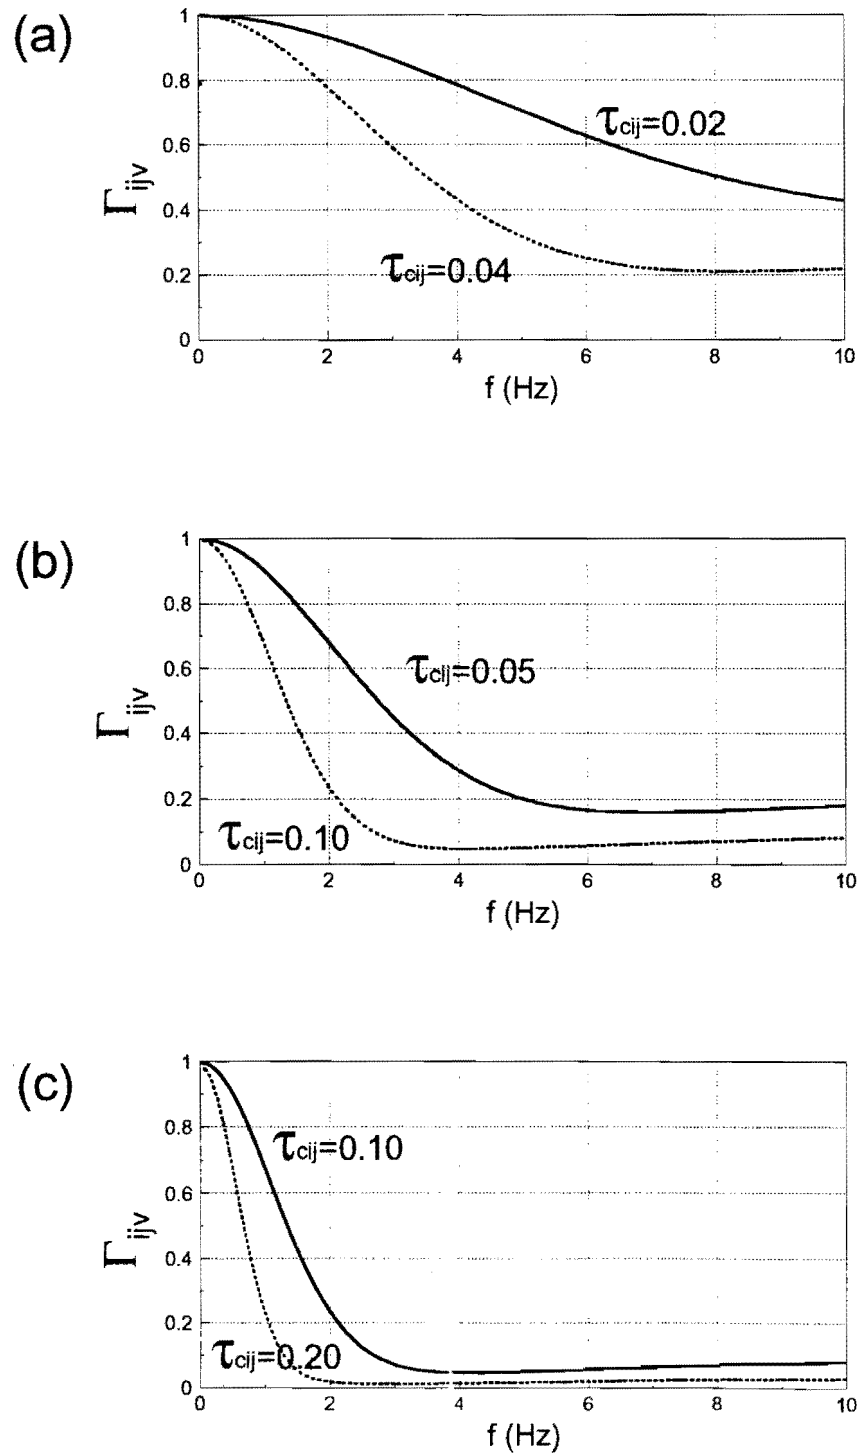 (a)
1
0.8
0.6
0.4
0.2
0
Γijv
τcij=0.02
τcij=0.04
0 2 4 6 8 10
f (Hz)
(b)
1
0.8
0.6
0.4
0.2
0
Γijv
τcij=0.05
τcij=0.10
0 2 4 6 8 10
f (Hz)
(c)
1
0.8
0.6
0.4
0.2
0
Γijv
τcij=0.10
τcij=0.20
0 2 4 6 8 10
f (Hz)